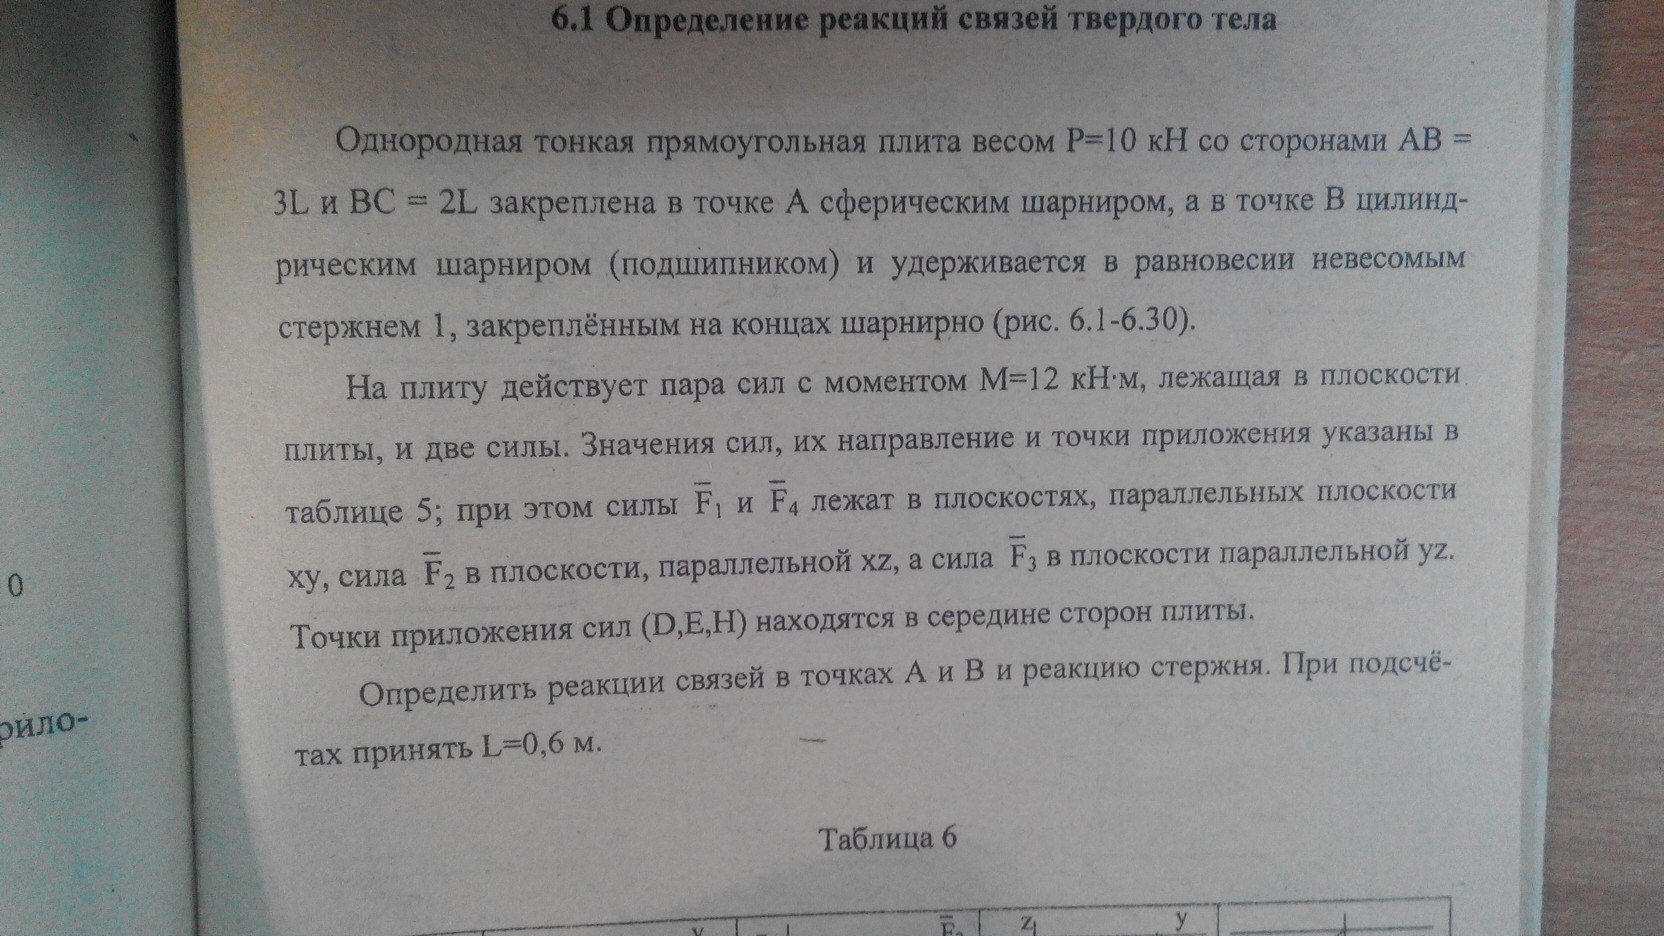 6.1 Определение реакций связей твердого тела
Однородная тонкая прямоугольная плита весом P=10 кН со сторонами AB =
3L и BC = 2L закреплена в точке A сферическим шарниром, а в точке B цилинд-
рическим шарниром (подшипником) и удерживается в равновесии невесомым
стержнем 1, закреплённым на концах шарнирно (рис. 6.1-6.30).
На плиту действует пара сил с моментом M=12 кН·м, лежащая в плоскости
плиты, и две силы. Значения сил, их направление и точки приложения указаны в
таблице 5; при этом силы F̅₁ и F̅₄ лежат в плоскостях, параллельных плоскости
xy, сила F̅₂ в плоскости, параллельной xz, а сила F̅₃ в плоскости параллельной yz.
Точки приложения сил (D,E,H) находятся в середине сторон плиты.
0
рило-
Определить реакции связей в точках A и B и реакцию стержня. При подсчё-
тах принять L=0,6 м.
Таблица 6
z y